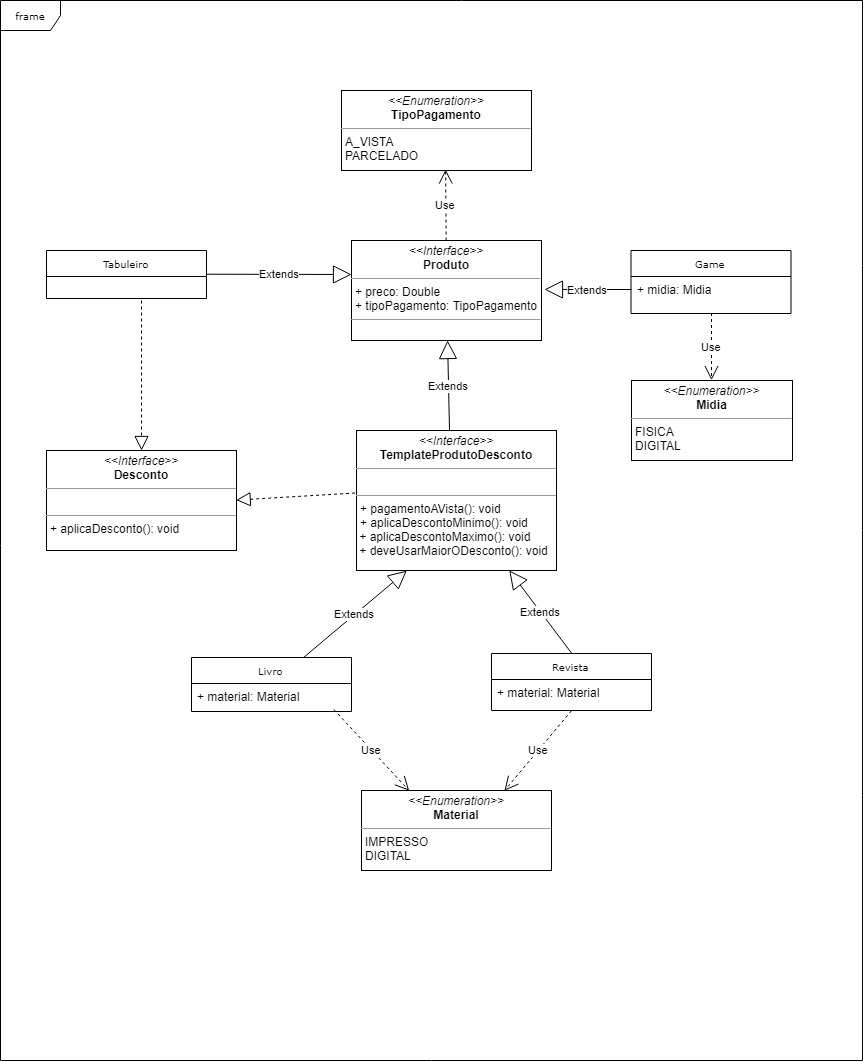 frame
<<Enumeration>>
TipoPagamento
A_VISTA
PARCELADO
Use
Tabuleiro
Extends
<<Interface>>
Produto
+ preco: Double
+ tipoPagamento: TipoPagamento
Extends
Game
+ midia: Midia
Use
<<Enumeration>>
Midia
FISICA
DIGITAL
Extends
<<Interface>>
Desconto
+ aplicaDesconto(): void
<<Interface>>
TemplateProdutoDesconto
+ pagamentoAVista(): void
+ aplicaDescontoMinimo(): void
+ aplicaDescontoMaximo(): void
+ deveUsarMaiorODesconto(): void
Extends
Extends
Livro
+ material: Material
Revista
+ material: Material
Use
Use
<<Enumeration>>
Material
IMPRESSO
DIGITAL